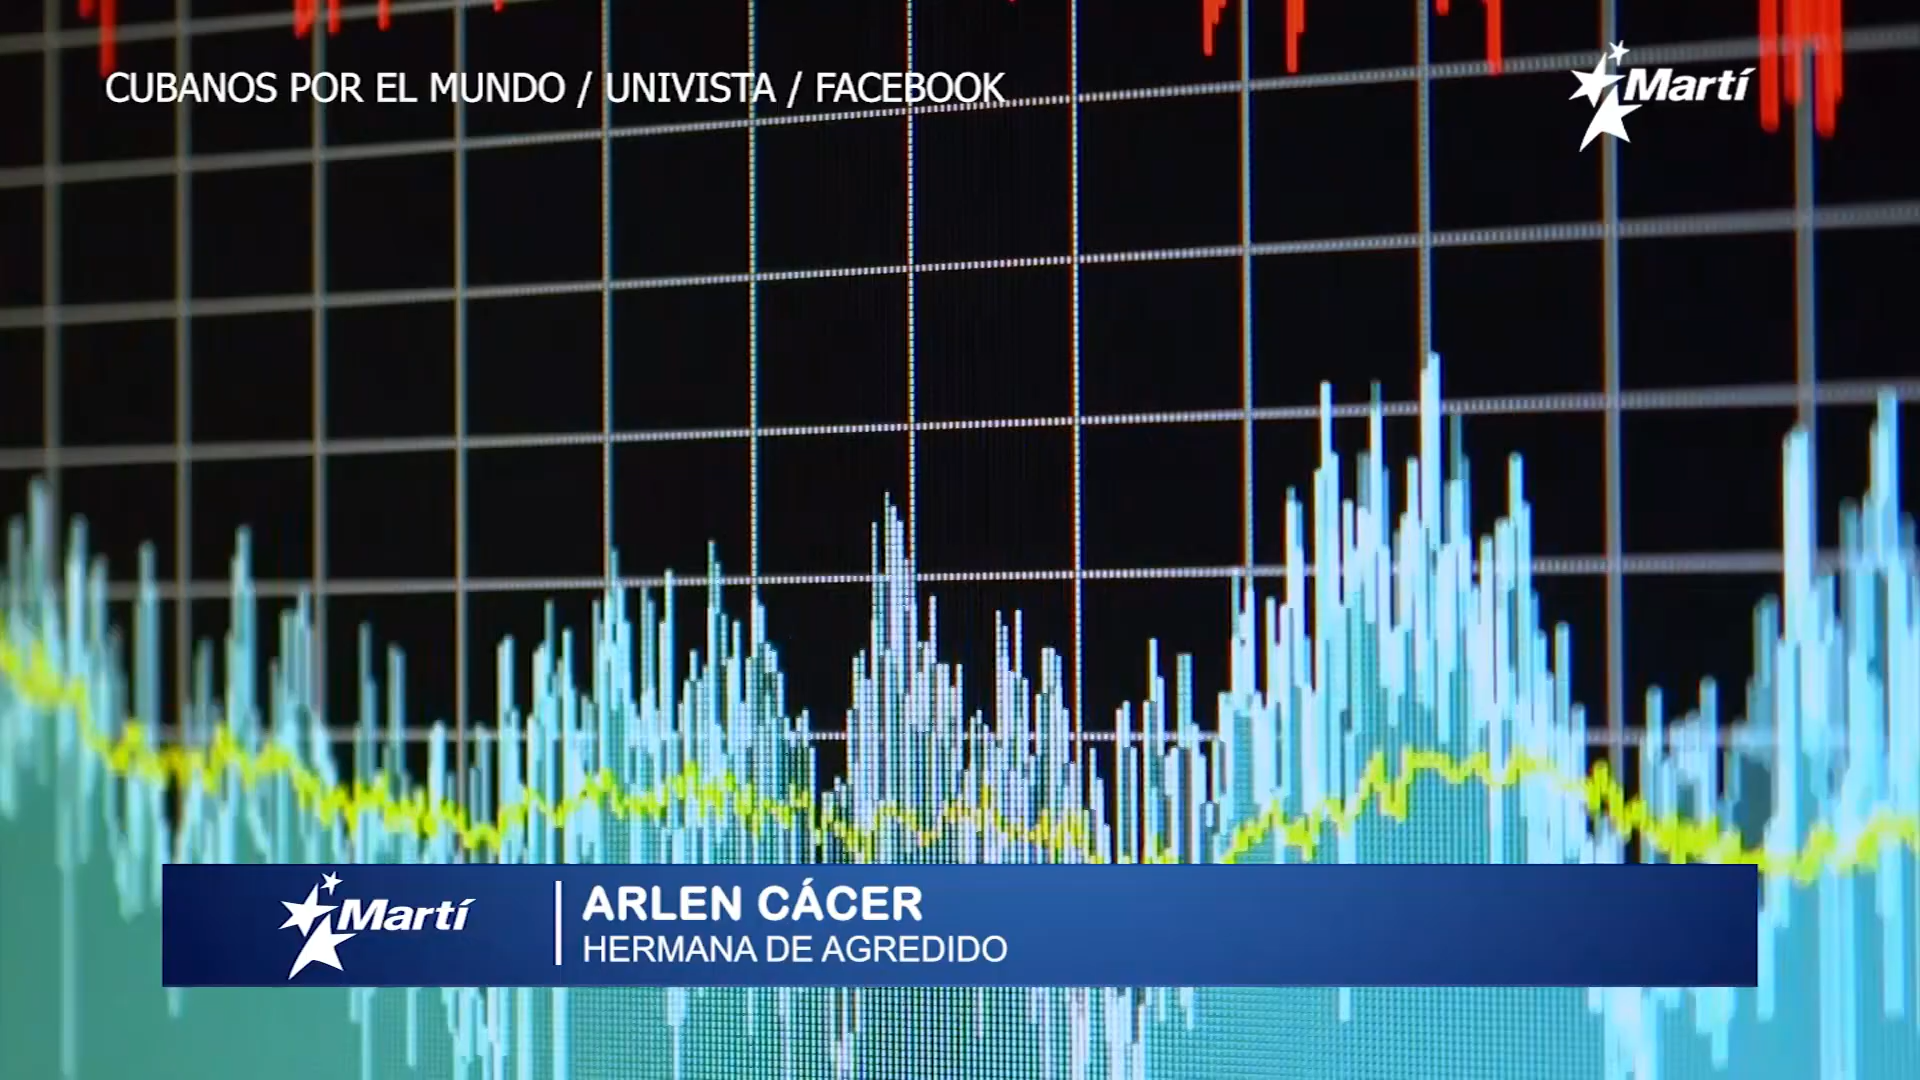 CUBANOS POR EL MUNDO / UNIVISTA / FACEBOOK
Martí
Martí
ARLEN CÁCER
HERMANA DE AGREDIDO